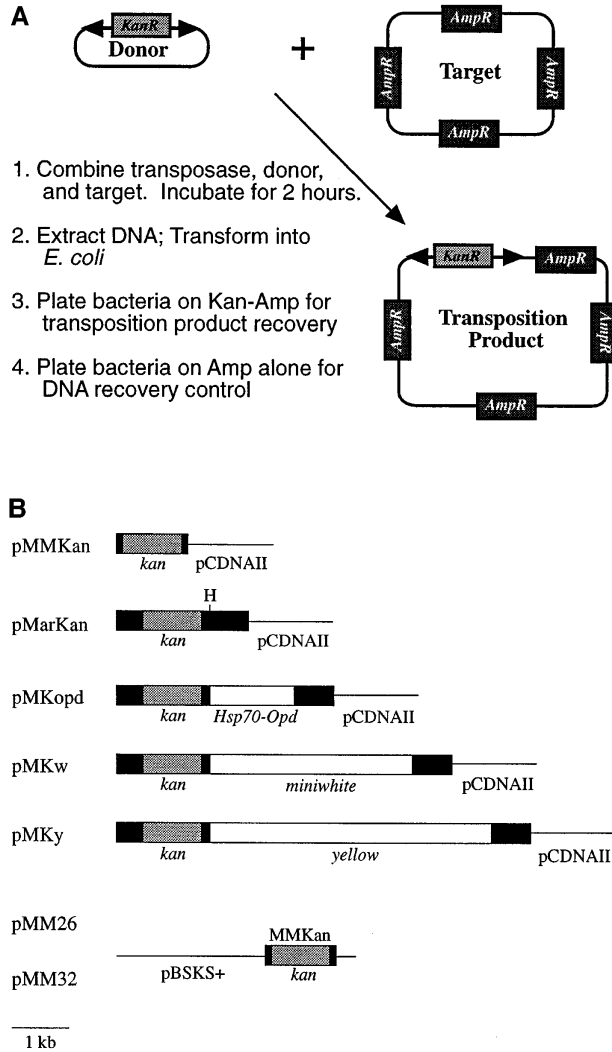 A
KanR
Donor
+
AmpR
AmpR
Target
AmpR
AmpR
1. Combine transposase, donor,
and target. Incubate for 2 hours.
2. Extract DNA; Transform into
E. coli
3. Plate bacteria on Kan-Amp for
transposition product recovery
4. Plate bacteria on Amp alone for
DNA recovery control
KanR
AmpR
AmpR
Transposition
Product
AmpR
AmpR
B
pMMKan
kan
pCDNAII
H
pMarKan
kan
pCDNAII
pMKopd
kan
Hsp70-Opd
pCDNAII
pMKw
kan
miniwhite
pCDNAII
pMKy
kan
yellow
pCDNAII
pMM26
MMKan
pMM32
pBSKS+
kan
1 kb